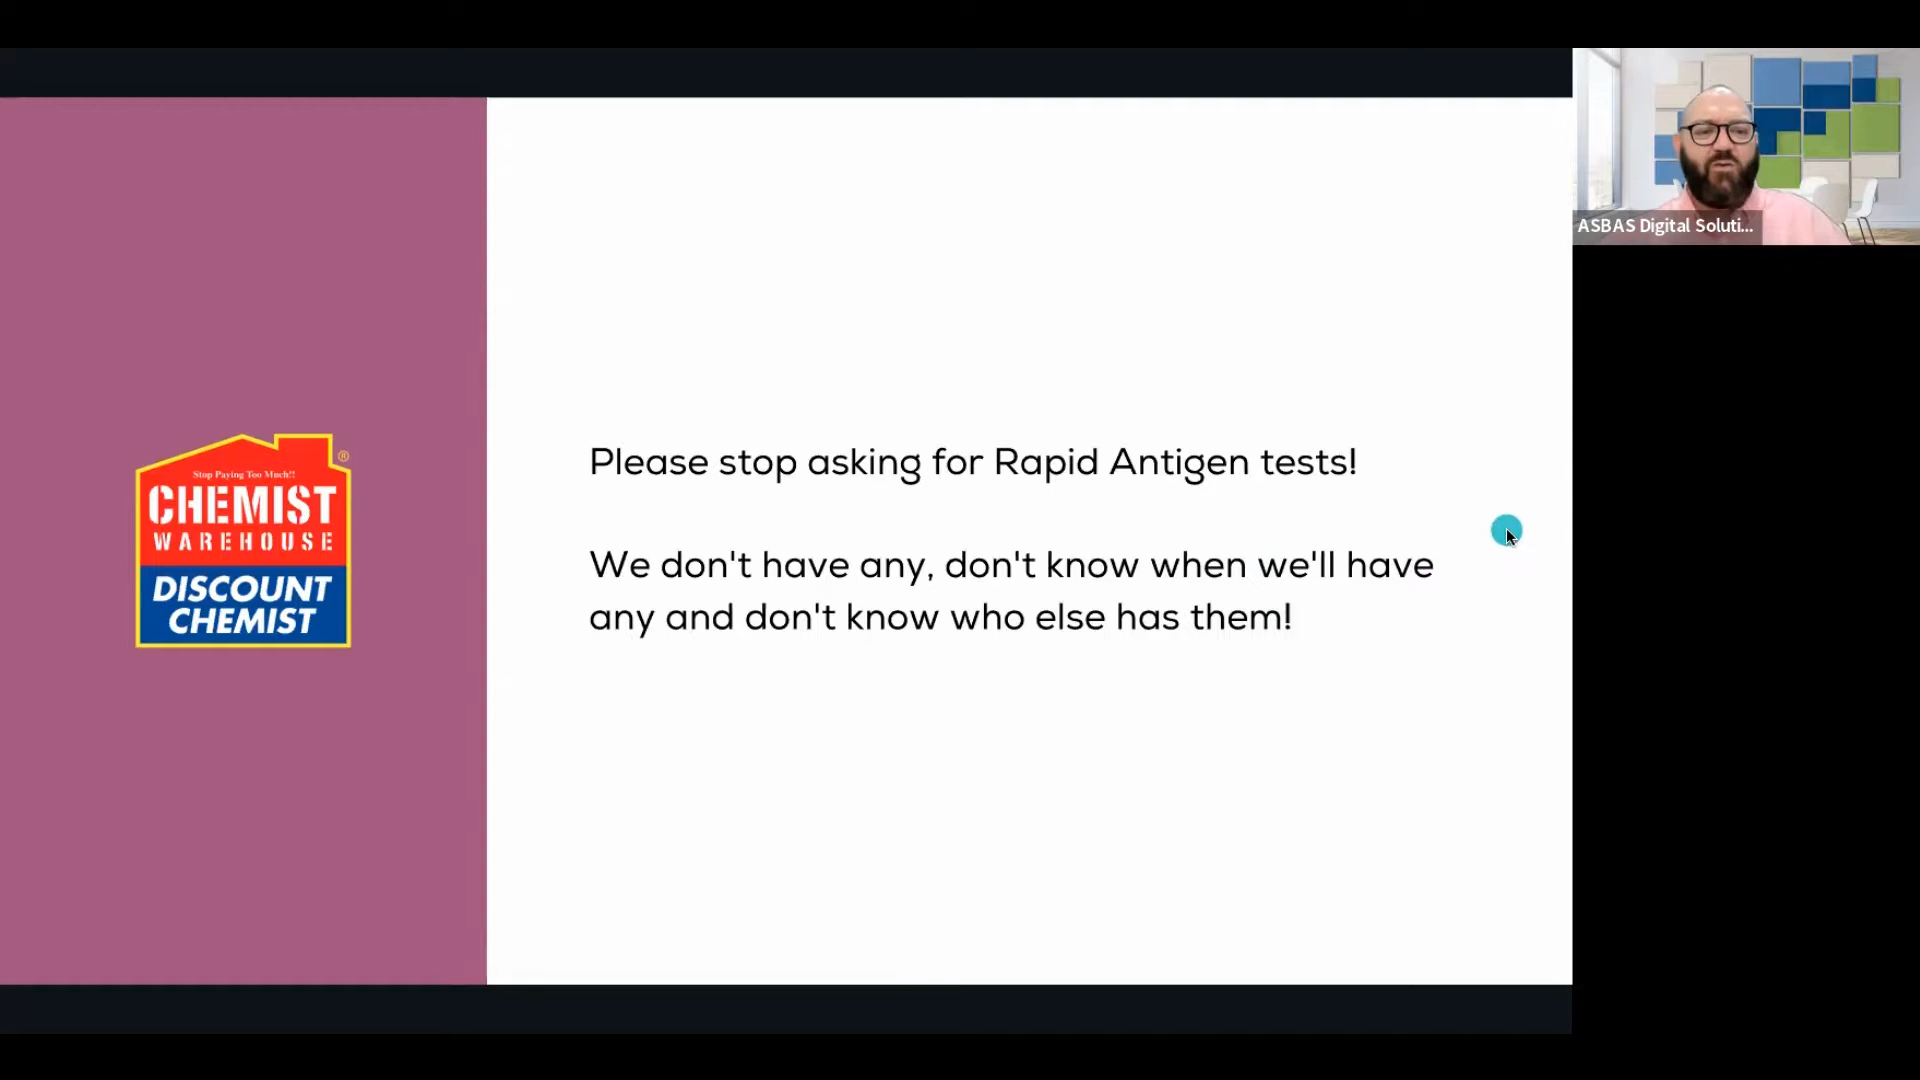 Stop Paying Too Much!!
®
CHEMIST
WAREHOUSE
DISCOUNT
CHEMIST
Please stop asking for Rapid Antigen tests!
We don't have any, don't know when we'll have
any and don't know who else has them!
ASBAS Digital Soluti...